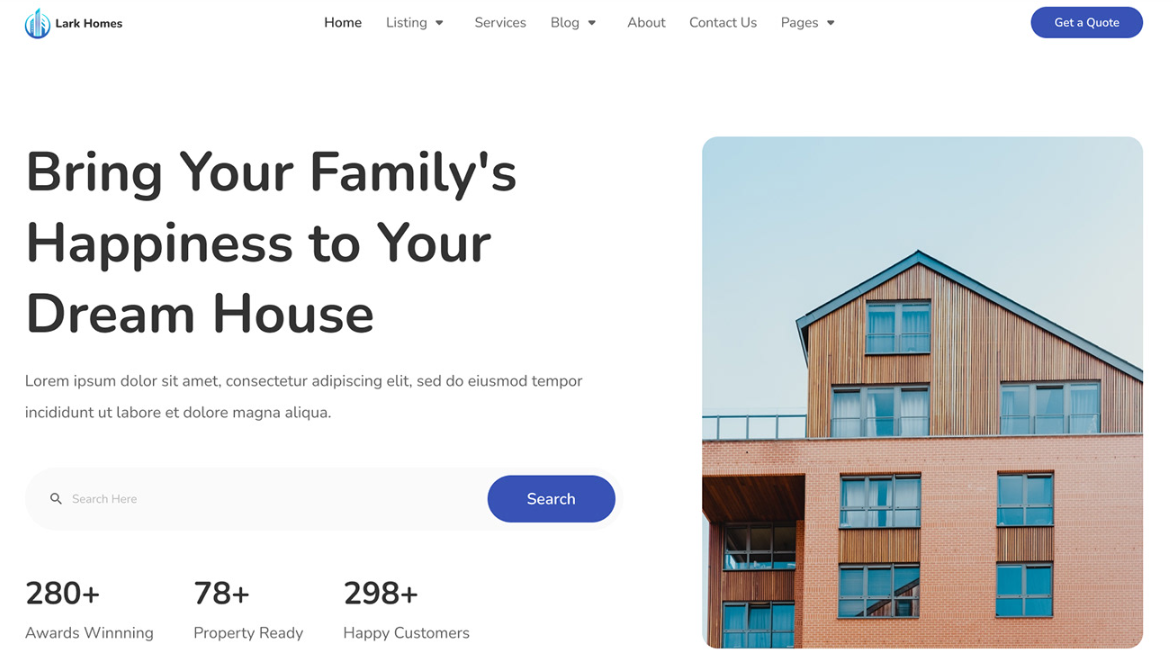 Lark Homes
Home Listing Services Blog About Contact Us Pages
Get a Quote
Bring Your Family's
Happiness to Your
Dream House
Lorem ipsum dolor sit amet, consectetur adipiscing elit, sed do eiusmod tempor
incididunt ut labore et dolore magna aliqua.
Search Here
Search
280+ 78+ 298+
Awards Winnning Property Ready Happy Customers